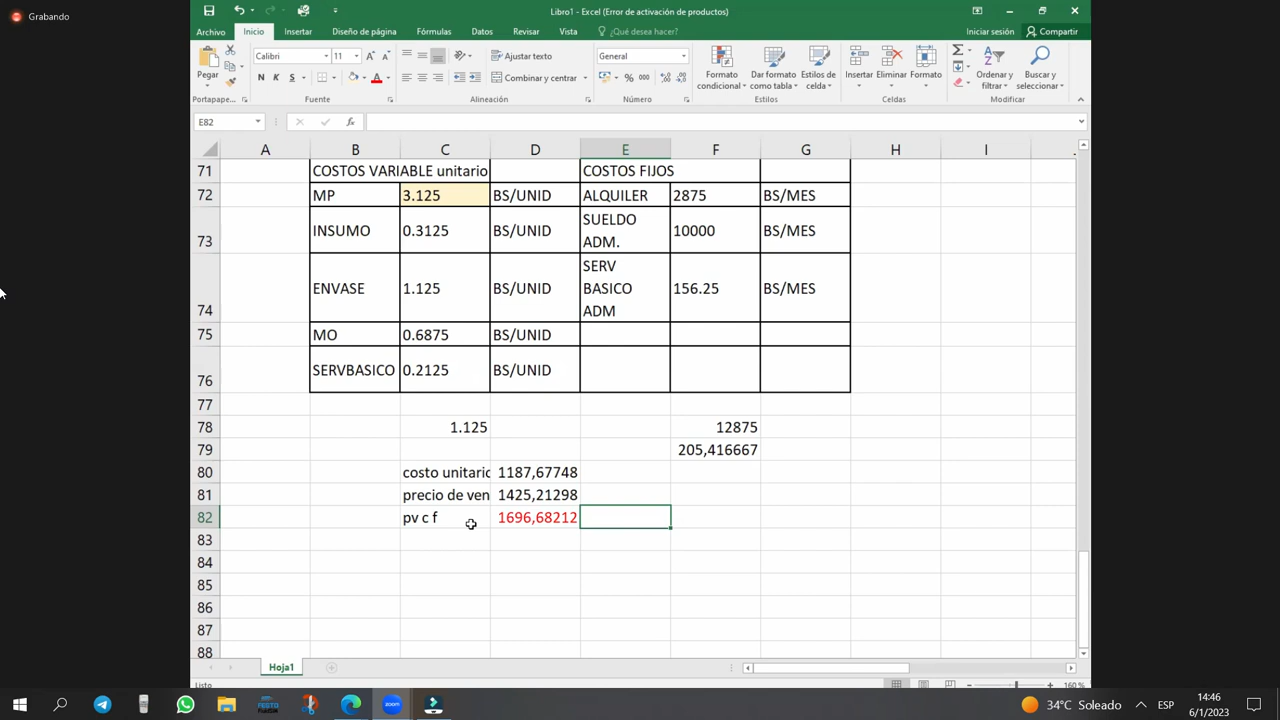 Grabando
Libro1 - Excel (Error de activación de productos)
Archivo Inicio Insertar Diseño de página Fórmulas Datos Revisar Vista ¿Qué desea hacer? Iniciar sesión Compartir
Calibri 11 Ajustar texto General
Pegar N K S Combinar y centrar % 000 Formato condicional Dar formato como tabla Estilos de celda Insertar Eliminar Formato Ordenar y filtrar Buscar y seleccionar
Portapape... Fuente Alineación Número Estilos Celdas Modificar
E82 fx
A B C D E F G H I J
71 COSTOS VARIABLE unitario COSTOS FIJOS
72 MP 3.125 BS/UNID ALQUILER 2875 BS/MES
73 INSUMO 0.3125 BS/UNID SUELDO ADM. 10000 BS/MES
74 ENVASE 1.125 BS/UNID SERV BASICO ADM 156.25 BS/MES
75 MO 0.6875 BS/UNID
76 SERVBASICO 0.2125 BS/UNID
77
78 1.125 12875
79 205,416667
80 costo unitario 1187,67748
81 precio de ven 1425,21298
82 pv c f 1696,68212
83
84
85
86
87
88
Hoja1
Listo 160 %
FESTO zoom 34°C Soleado ESP 14:46
6/1/2023